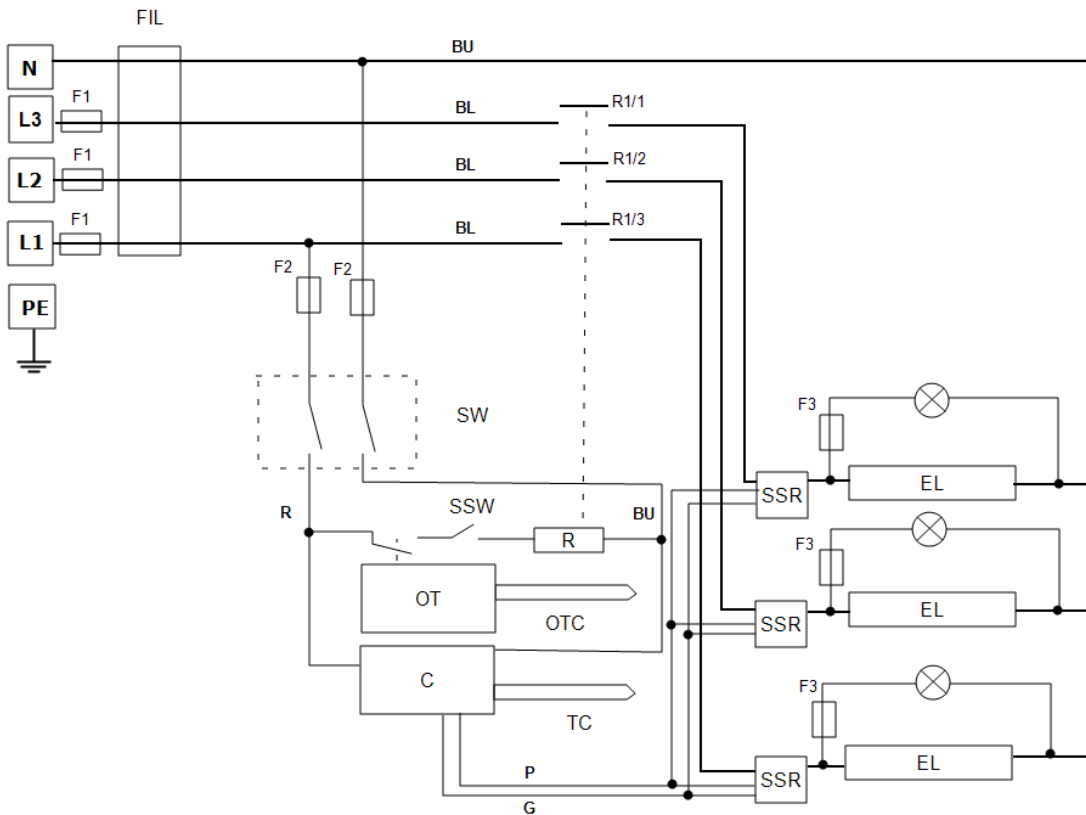 FIL
BU
N
F1
L3
BL
R1/1
F1
L2
BL
R1/2
F1
L1
BL
R1/3
F2
F2
PE
SW
F3
EL
SSR
R
SSW
BU
R
F3
OT
OTC
EL
SSR
C
TC
F3
P
SSR
EL
G